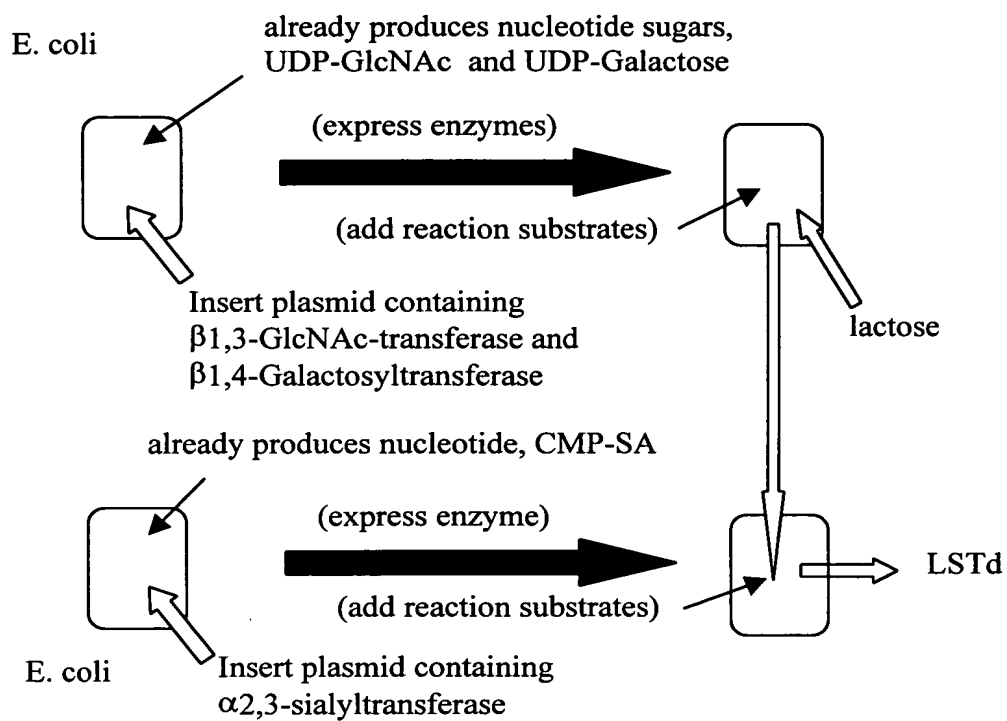 E. coli
already produces nucleotide sugars,
UDP-GlcNAc and UDP-Galactose
(express enzymes)
(add reaction substrates)
Insert plasmid containing
β1,3-GlcNAc-transferase and
β1,4-Galactosyltransferase
lactose
already produces nucleotide, CMP-SA
(express enzyme)
(add reaction substrates)
LSTd
E. coli
Insert plasmid containing
α2,3-sialyltransferase